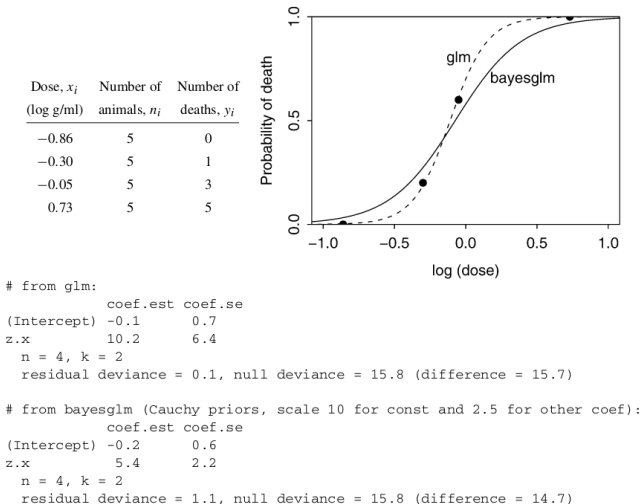 Dose, xi Number of Number of
(log g/ml) animals, ni deaths, yi
−0.86 5 0
−0.30 5 1
−0.05 5 3
0.73 5 5
Probability of death
0.0 0.5 1.0
glm
bayesglm
−1.0 −0.5 0.0 0.5 1.0
log (dose)
# from glm:
coef.est coef.se
(Intercept) -0.1 0.7
z.x 10.2 6.4
n = 4, k = 2
residual deviance = 0.1, null deviance = 15.8 (difference = 15.7)
# from bayesglm (Cauchy priors, scale 10 for const and 2.5 for other coef):
coef.est coef.se
(Intercept) -0.2 0.6
z.x 5.4 2.2
n = 4, k = 2
residual deviance = 1.1, null deviance = 15.8 (difference = 14.7)